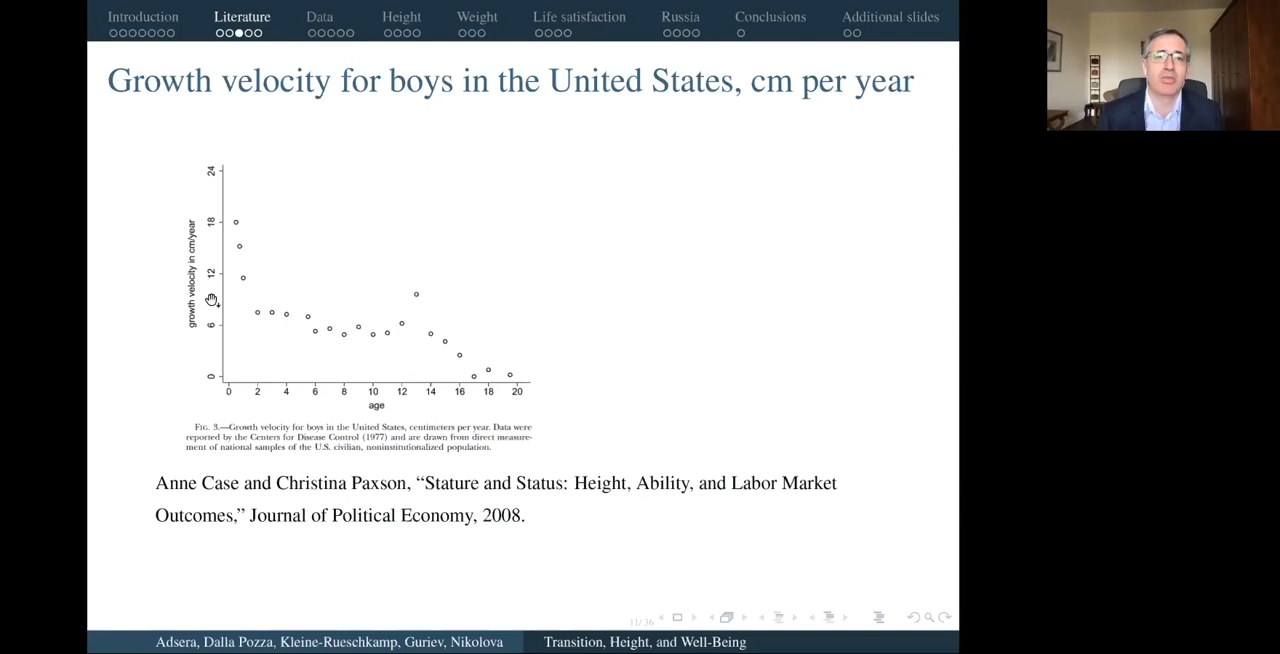 Introduction Literature Data Height Weight Life satisfaction Russia Conclusions Additional slides
Growth velocity for boys in the United States, cm per year
growth velocity in cm/year
24
18
12
6
0
0 2 4 6 8 10 12 14 16 18 20
age
FIG. 3.—Growth velocity for boys in the United States, centimeters per year. Data were
reported by the Centers for Disease Control (1977) and are drawn from direct measure-
ment of national samples of the U.S. civilian, noninstitutionalized population.
Anne Case and Christina Paxson, “Stature and Status: Height, Ability, and Labor Market
Outcomes,” Journal of Political Economy, 2008.
11/ 36
Adsera, Dalla Pozza, Kleine-Rueschkamp, Guriev, Nikolova Transition, Height, and Well-Being